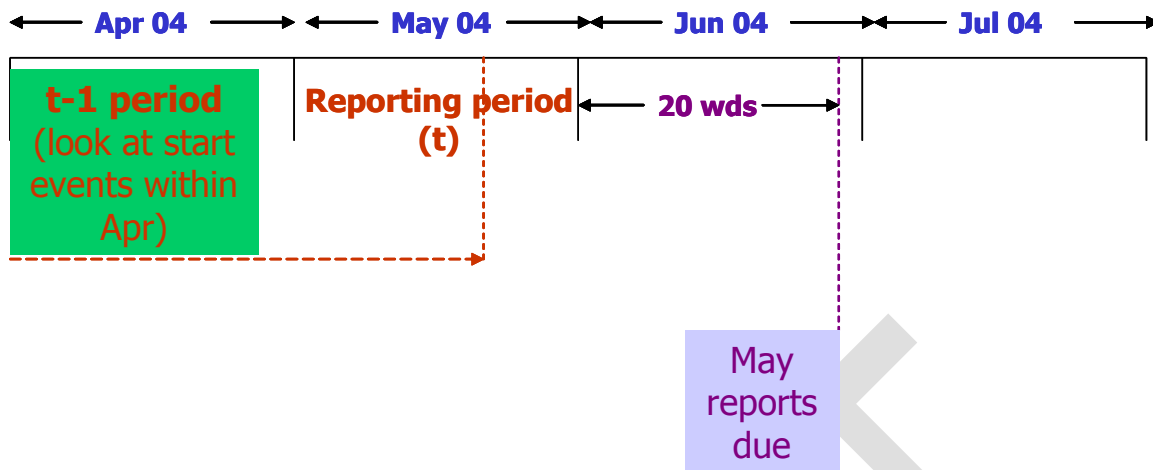 Apr 04 May 04 Jun 04 Jul 04
t-1 period
(look at start
events within
Apr)
Reporting period
(t)
20 wds
May
reports
due